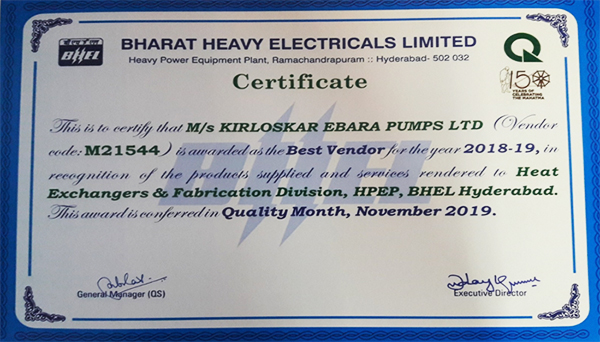 BHARAT HEAVY ELECTRICALS LIMITED
Heavy Power Equipment Plant, Ramachandrapuram :: Hyderabad- 502 032
BHEL
Certificate
150
YEARS OF
CELEBRATING
THE MAHATMA
This is to certify that M/s KIRLOSKAR EBARA PUMPS LTD (Vendor
code: M21544) is awarded as the Best Vendor for the year 2018-19, in
recognition of the products supplied and services rendered to Heat
Exchangers & Fabrication Division, HPEP, BHEL Hyderabad.
This award is conferred in Quality Month, November 2019.
BHEL
General Manager (QS)
Executive Director